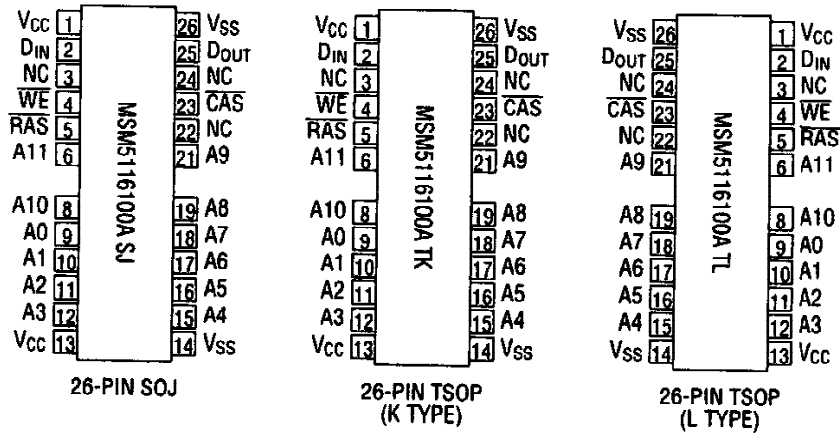 VCC 1 26 VSS VCC 1 26 VSS VSS 26 1 VCC
DIN 2 25 DOUT DIN 2 25 DOUT DOUT 25 2 DIN
NC 3 24 NC NC 3 24 NC NC 24 3 NC
WE 4 23 CAS WE 4 23 CAS CAS 23 4 WE
RAS 5 22 NC RAS 5 22 NC NC 22 5 RAS
A11 6 21 A9 A11 6 21 A9 A9 21 6 A11
MSM5116100A SJ MSM5116100A TK MSM5116100A TL
A10 8 19 A8 A10 8 19 A8 A8 19 8 A10
A0 9 18 A7 A0 9 18 A7 A7 18 9 A0
A1 10 17 A6 A1 10 17 A6 A6 17 10 A1
A2 11 16 A5 A2 11 16 A5 A5 16 11 A2
A3 12 15 A4 A3 12 15 A4 A4 15 12 A3
VCC 13 14 VSS VCC 13 14 VSS VSS 14 13 VCC
26-PIN SOJ 26-PIN TSOP 26-PIN TSOP
(K TYPE) (L TYPE)